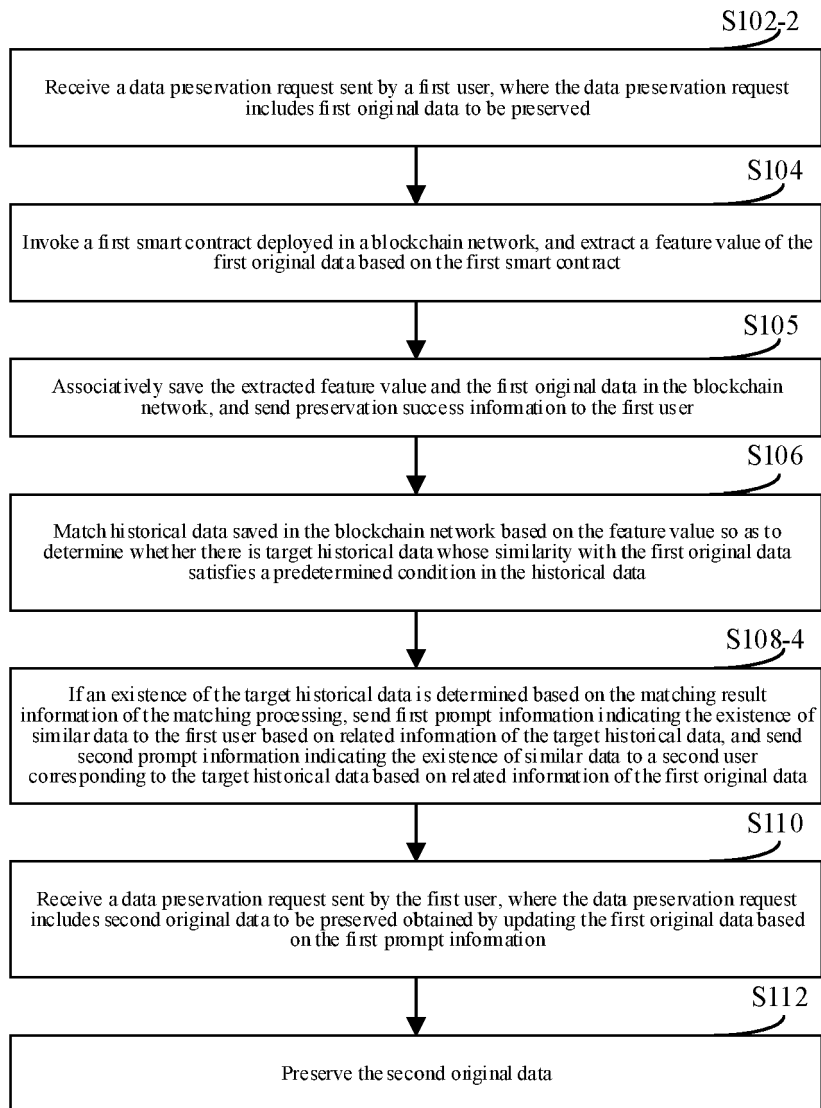 S102-2
Receive a data preservation request sent by a first user, where the data preservation request
includes first original data to be preserved
S104
Invoke a first smart contract deployed in a blockchain network, and extract a feature value of the
first original data based on the first smart contract
S105
Associatively save the extracted feature value and the first original data in the blockchain
network, and send preservation success information to the first user
S106
Match historical data saved in the blockchain network based on the feature value so as to
determine whether there is target historical data whose similarity with the first original data
satisfies a predetermined condition in the historical data
S108-4
If an existence of the target historical data is determined based on the matching result
information of the matching processing, send first prompt information indicating the existence of
similar data to the first user based on related information of the target historical data, and send
second prompt information indicating the existence of similar data to a second user
corresponding to the target historical data based on related information of the first original data
S110
Receive a data preservation request sent by the first user, where the data preservation request
includes second original data to be preserved obtained by updating the first original data based
on the first prompt information
S112
Preserve the second original data